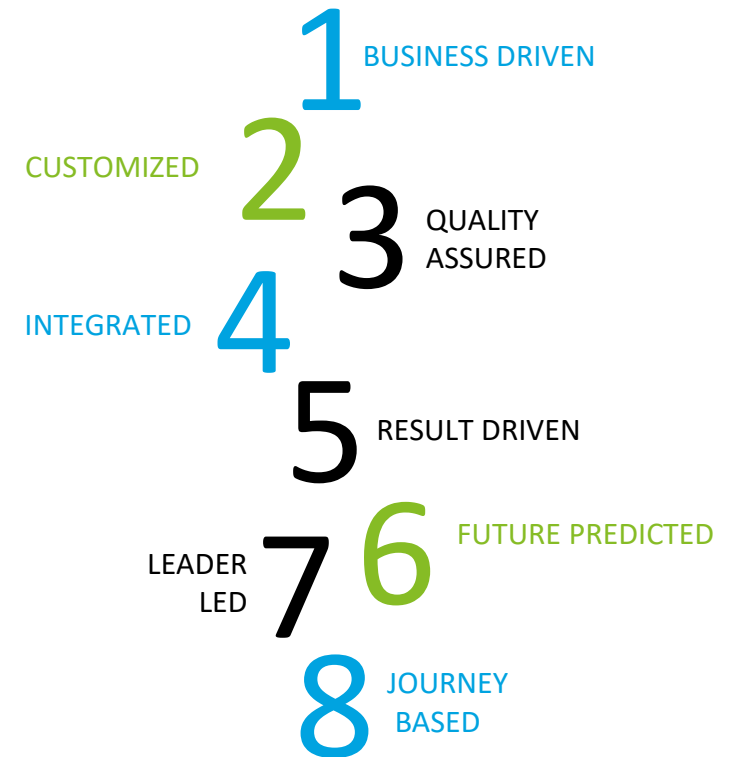 1 BUSINESS DRIVEN
CUSTOMIZED 2
3 QUALITY
ASSURED
INTEGRATED 4
5 RESULT DRIVEN
6 FUTURE PREDICTED
LEADER
LED 7
8 JOURNEY
BASED